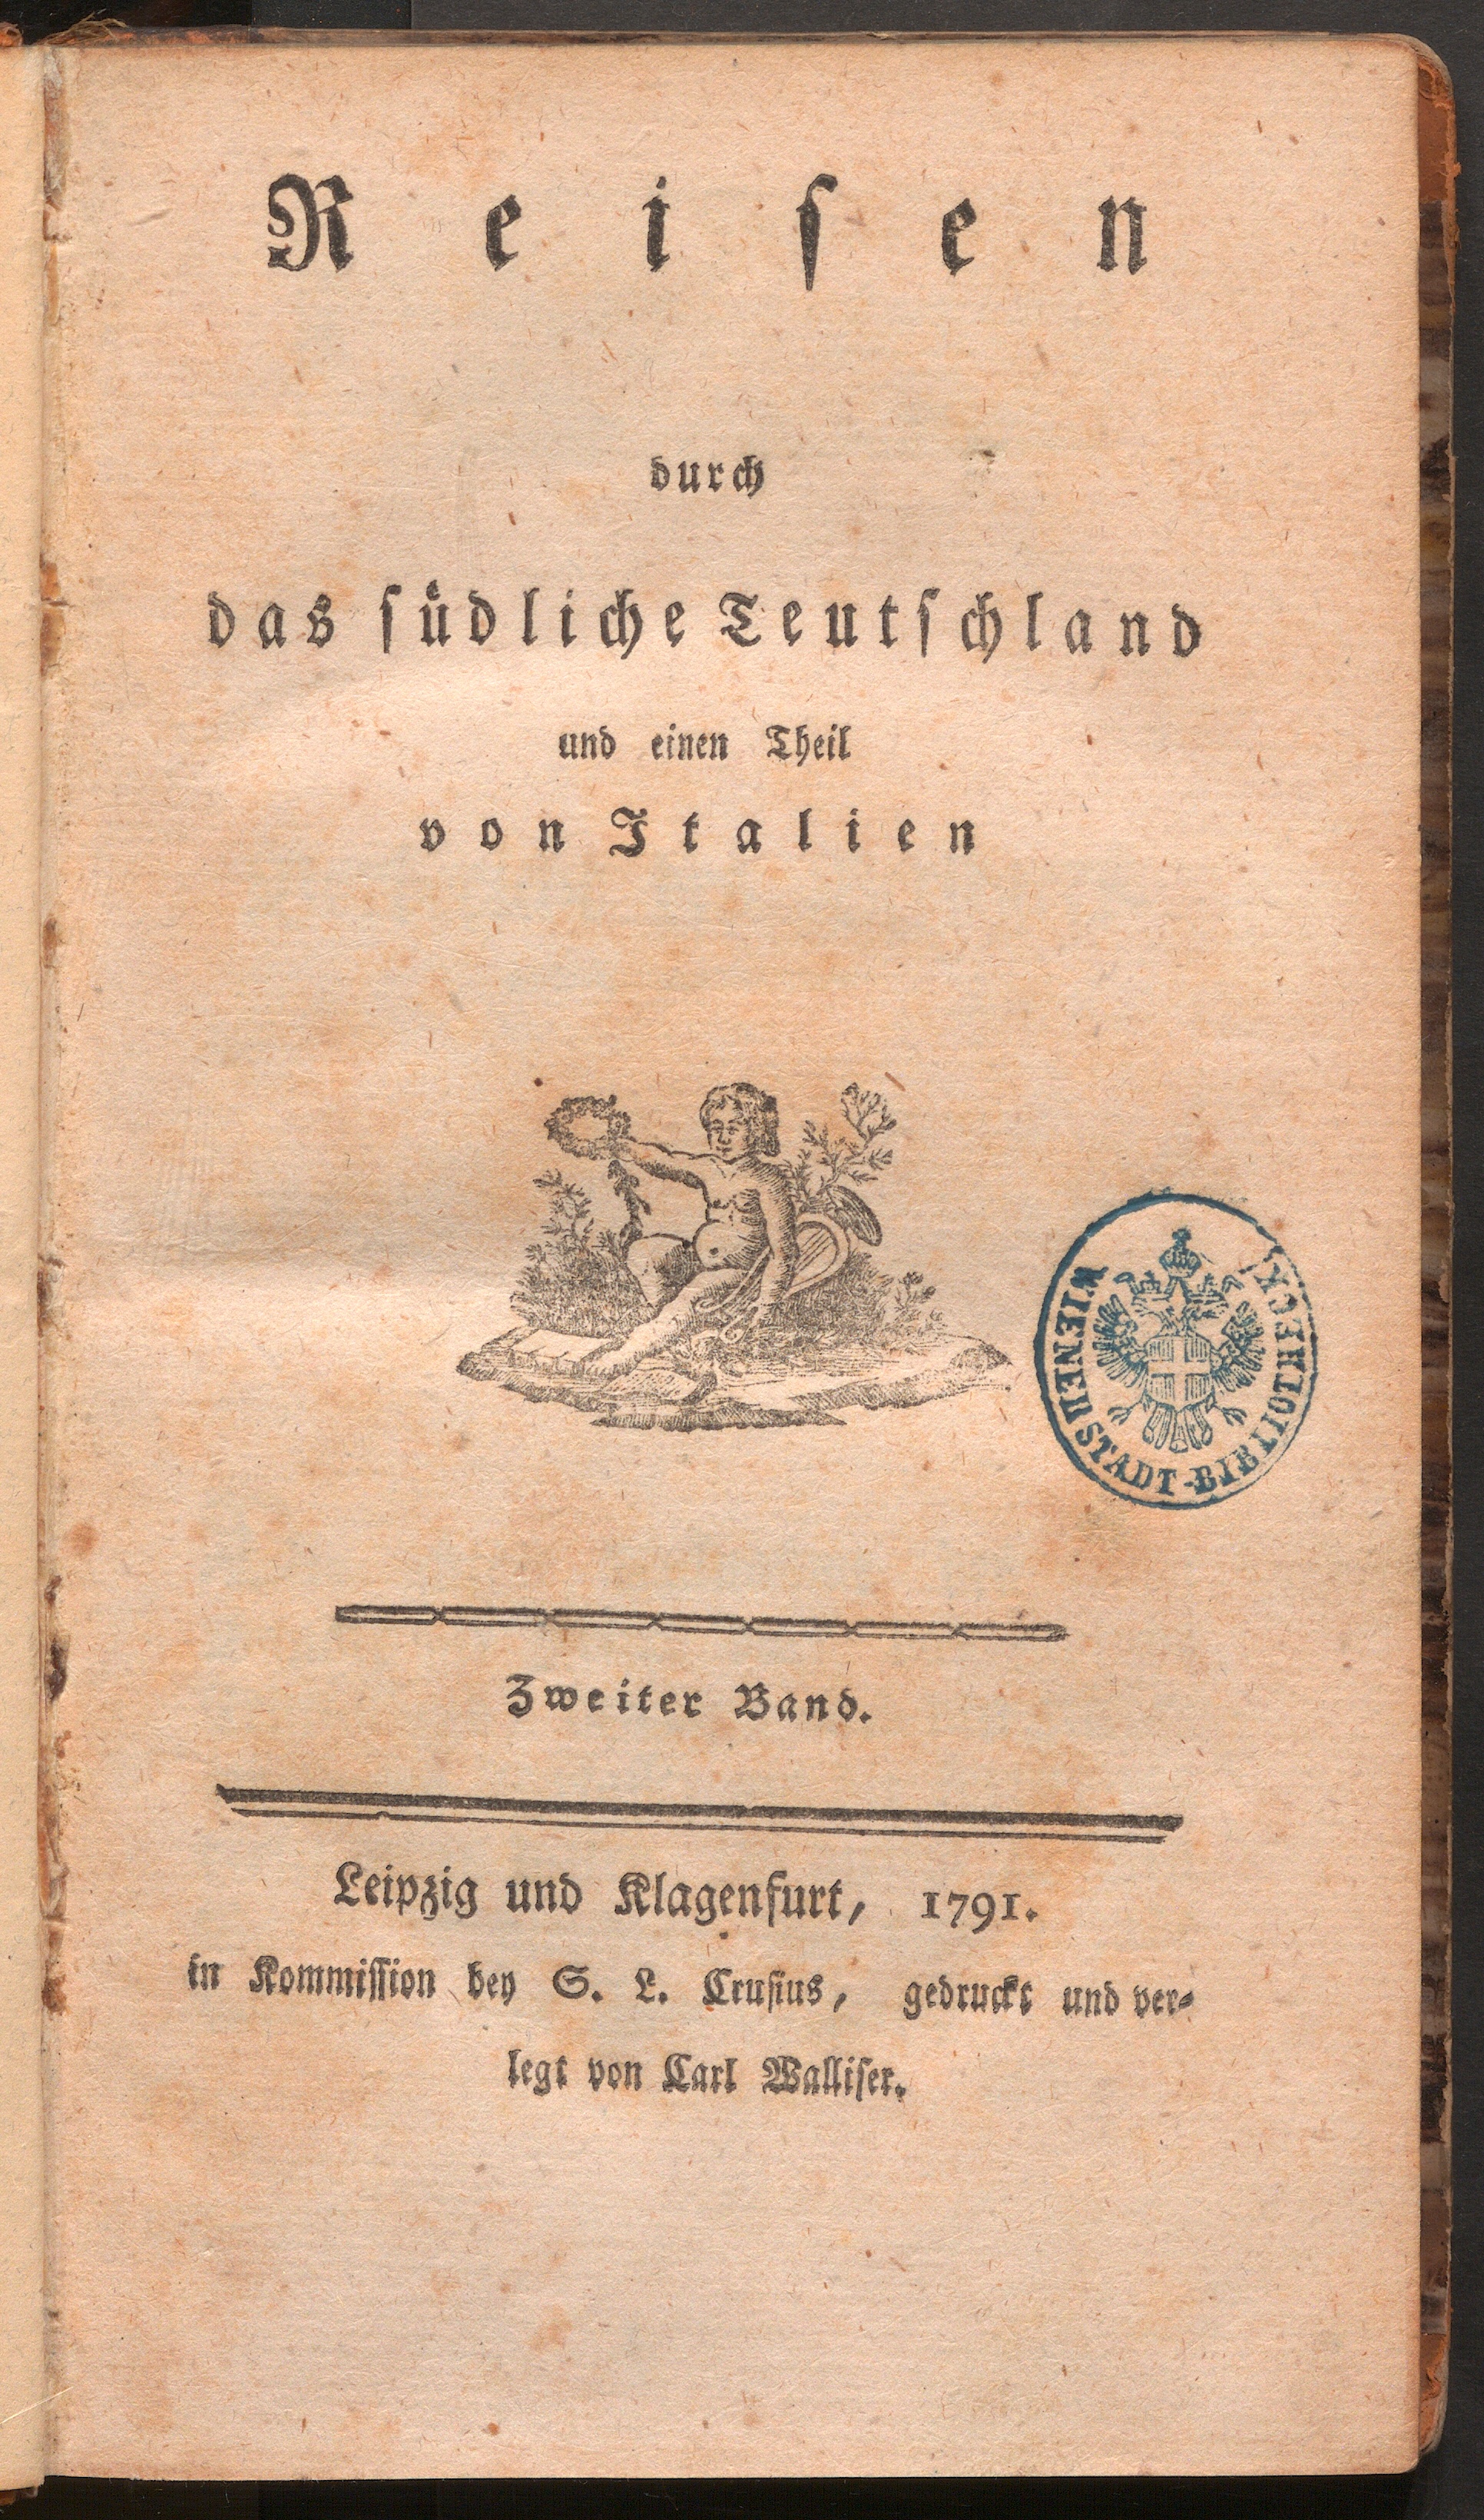 Reiſen
durch
das ſüdliche Teutſchland
und einen Theil
von Italien
WIENER STADT-BIBLIOTHECK
Zweiter Band.
Leipzig und Klagenfurt, 1791.
in Kommiſſion bey S. L. Cruſius, gedruckt und ver-
legt von Carl Walliſer.